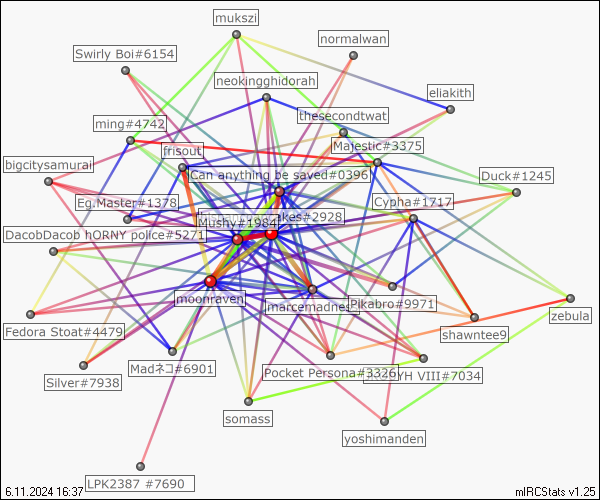 mukszi
normalwan
Swirly Boi#6154
neokingghidorah
eliakith
thesecondtwat
ming#4742
Majestic#3375
frisout
bigcitysamurai
Can anything be saved#0396
Duck#1245
Eg.Master#1378
Cypha#1717
akes#2928
Mushy#1984
DacobDacob hORNY police#5271
moonraven
marcemadnes
Pikabro#9971
zebula
Fedora Stoat#4479
shawntee9
Madネコ#6901
Pocket Persona#3326
YH VIII#7034
Silver#7938
somass
yoshimanden
LPK2387 #7690
6.11.2024 16:37
mIRCStats v1.25